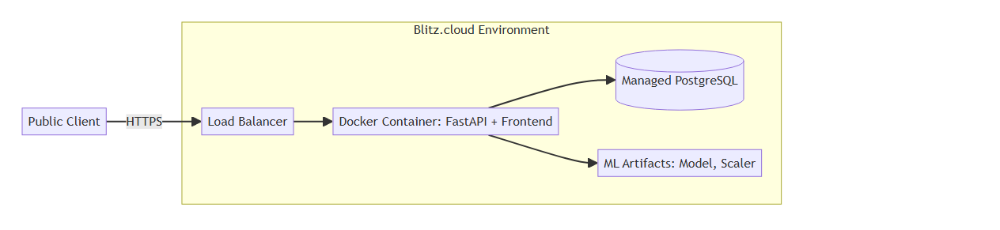 Blitz.cloud Environment
Managed PostgreSQL
Public Client
HTTPS
Load Balancer
Docker Container: FastAPI + Frontend
ML Artifacts: Model, Scaler